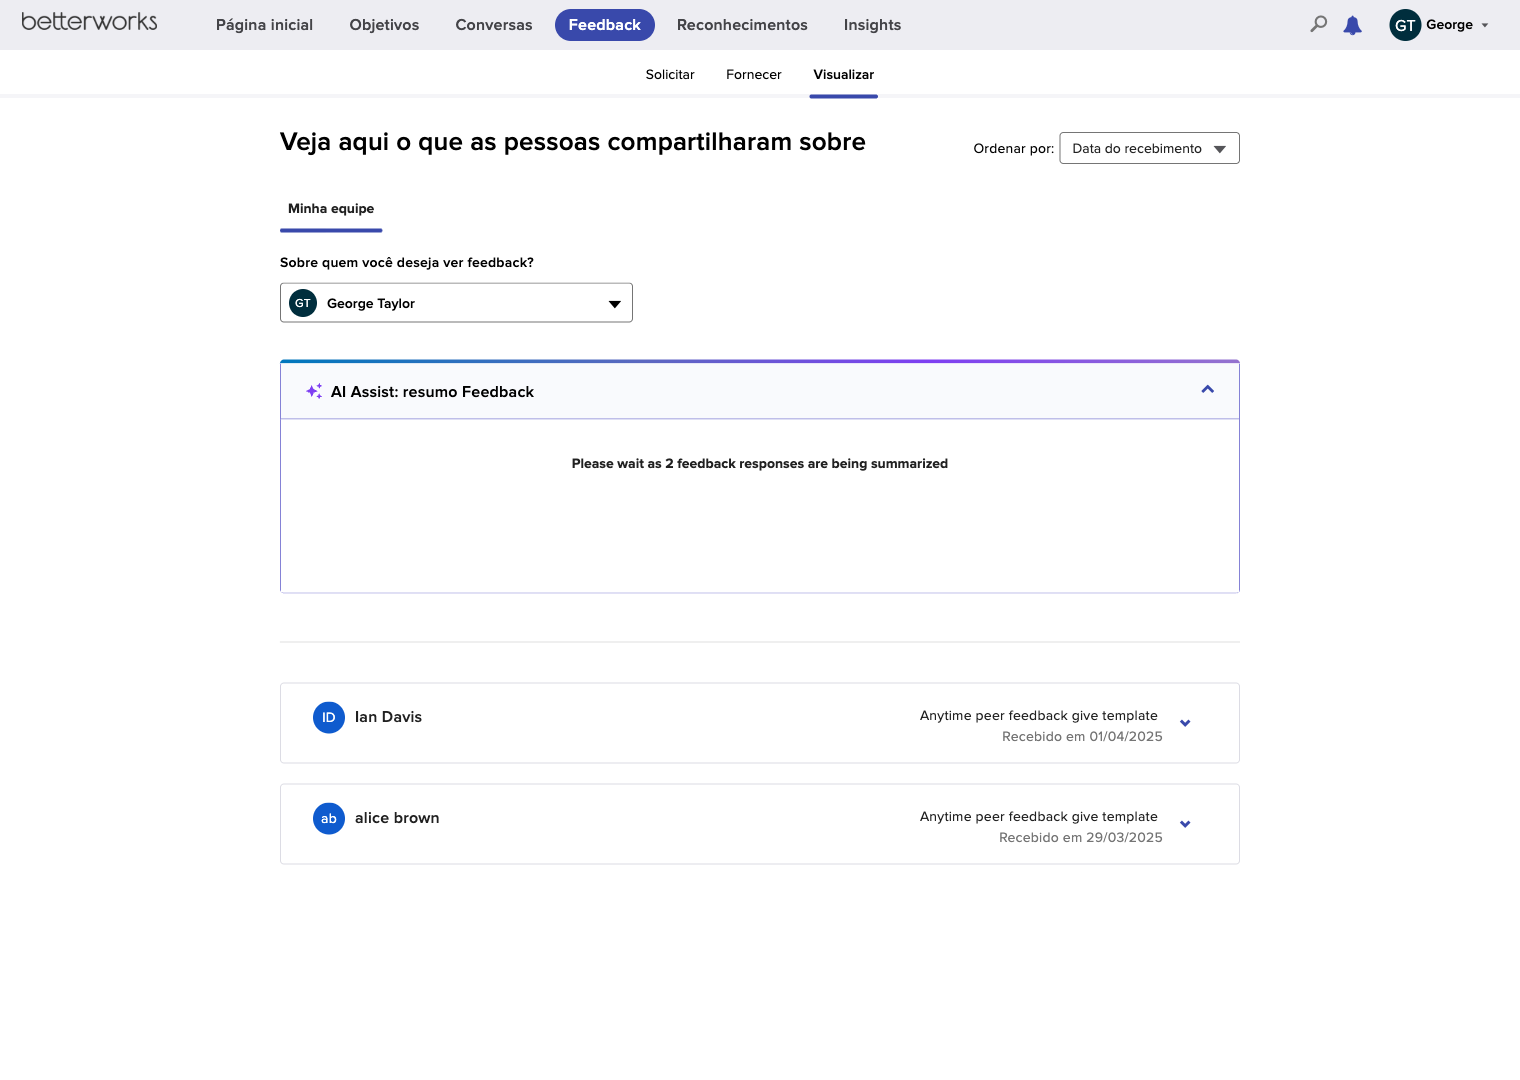 betterworks
Página inicial
Objetivos
Conversas
Feedback
Reconhecimentos
Insights
GT
George
Solicitar
Fornecer
Visualizar
Veja aqui o que as pessoas compartilharam sobre
Ordenar por:
Data do recebimento
Minha equipe
Sobre quem você deseja ver feedback?
GT
George Taylor
AI Assist: resumo Feedback
Please wait as 2 feedback responses are being summarized
ID
Ian Davis
Anytime peer feedback give template
Recebido em 01/04/2025
ab
alice brown
Anytime peer feedback give template
Recebido em 29/03/2025